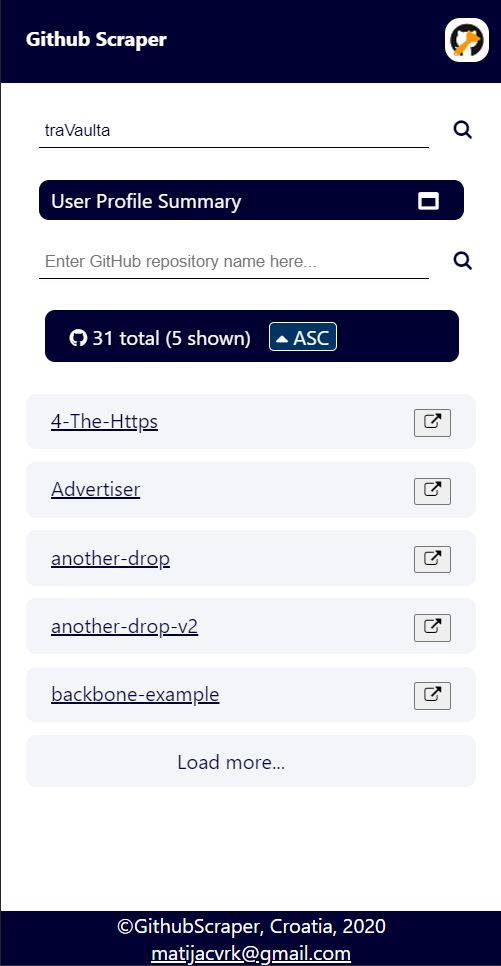 Github Scraper
traVaulta
User Profile Summary
Enter GitHub repository name here...
31 total (5 shown) ASC
4-The-Https
Advertiser
another-drop
another-drop-v2
backbone-example
Load more...
©GithubScraper, Croatia, 2020
matijacvrk@gmail.com